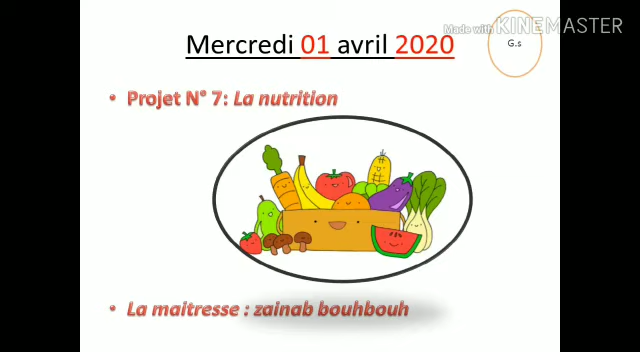 Made with KINEMASTER
Mercredi 01 avril 2020
G.s
• Projet N° 7: La nutrition
• La maitresse : zainab bouhbouh